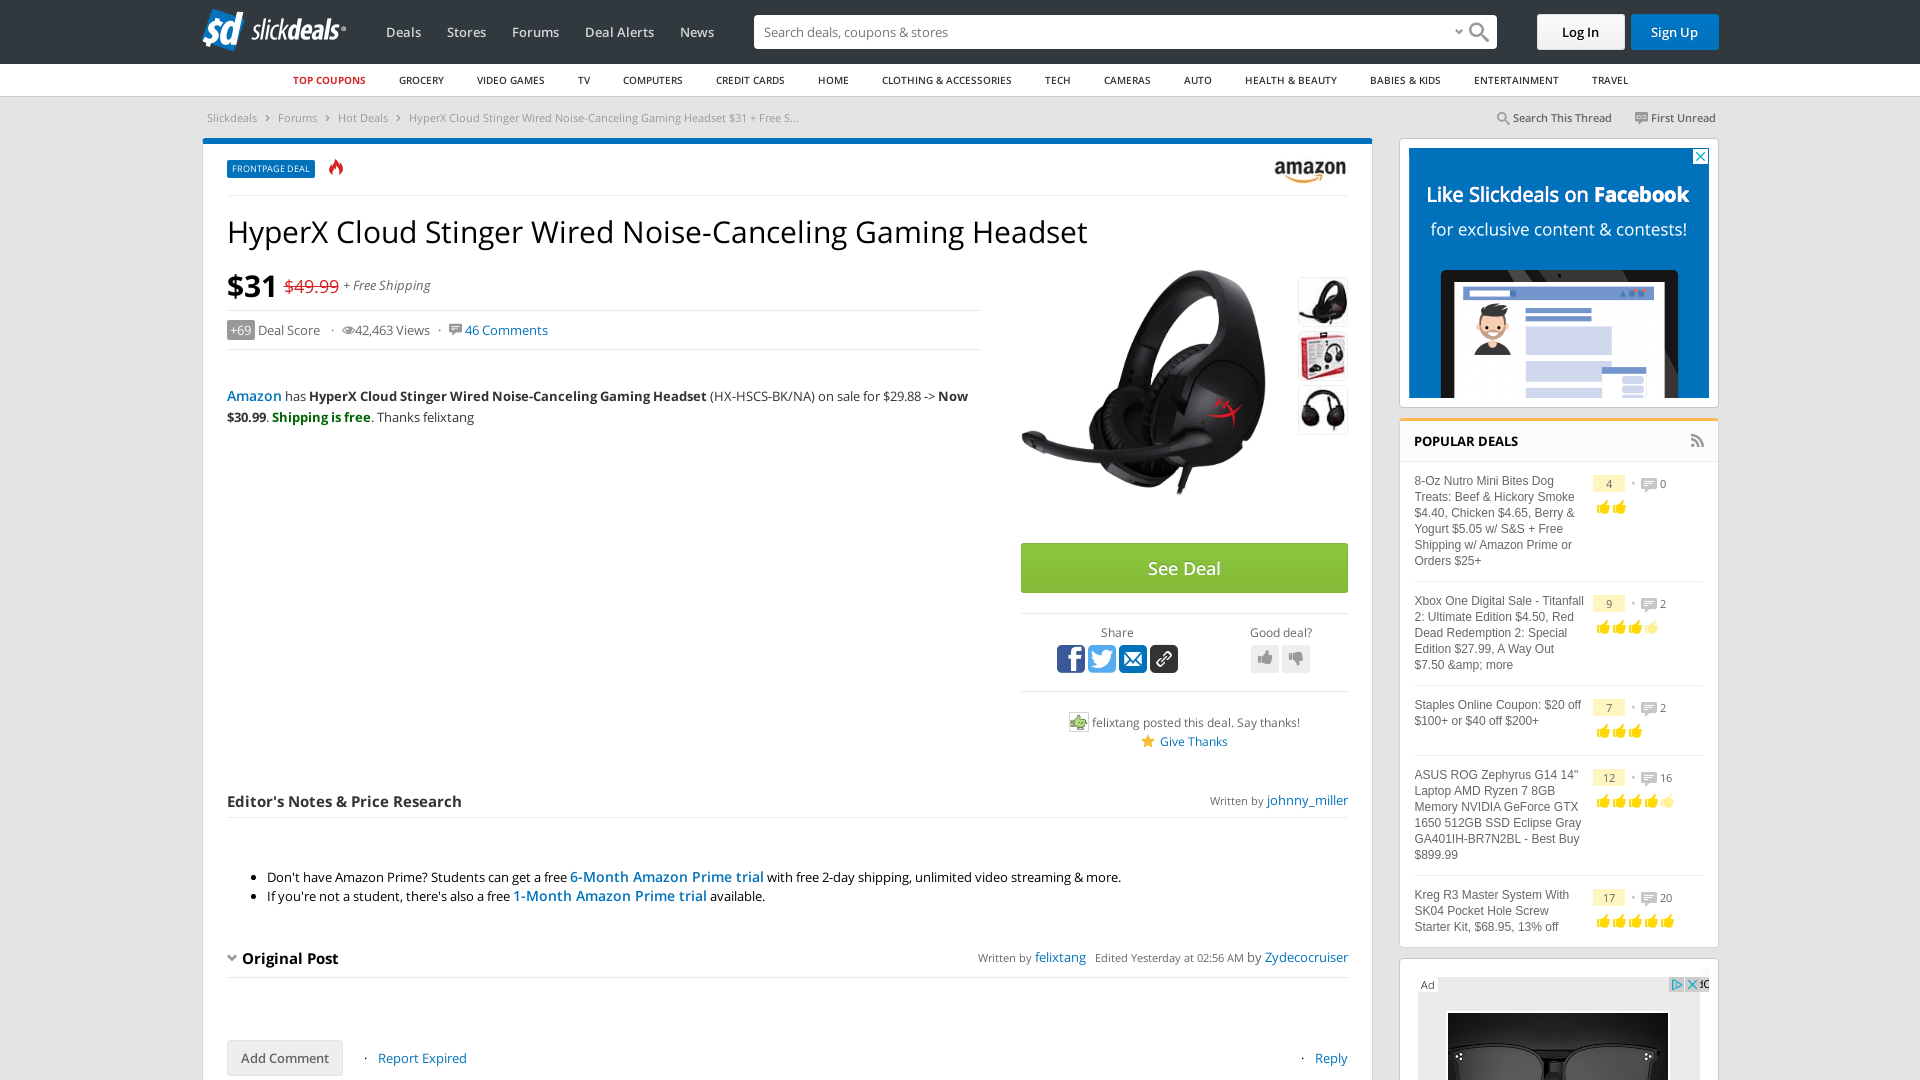 slickdeals
Deals
Stores
Forums
Deal Alerts
News
Search deals, coupons & stores
Log In
Sign Up
TOP COUPONS
GROCERY
VIDEO GAMES
TV
COMPUTERS
CREDIT CARDS
HOME
CLOTHING & ACCESSORIES
TECH
CAMERAS
AUTO
HEALTH & BEAUTY
BABIES & KIDS
ENTERTAINMENT
TRAVEL
Slickdeals > Forums > Hot Deals > HyperX Cloud Stinger Wired Noise-Canceling Gaming Headset $31 + Free S...
Search This Thread
First Unread
FRONTPAGE DEAL
amazon
HyperX Cloud Stinger Wired Noise-Canceling Gaming Headset
$31 $49.99 + Free Shipping
+69 Deal Score · 42,463 Views · 46 Comments
Amazon has HyperX Cloud Stinger Wired Noise-Canceling Gaming Headset (HX-HSCS-BK/NA) on sale for $29.88 -> Now
$30.99. Shipping is free. Thanks felixtang
See Deal
Share
Good deal?
felixtang posted this deal. Say thanks!
Give Thanks
Editor's Notes & Price Research
Written by johnny_miller
Don't have Amazon Prime? Students can get a free 6-Month Amazon Prime trial with free 2-day shipping, unlimited video streaming & more.
If you're not a student, there's also a free 1-Month Amazon Prime trial available.
Original Post
Written by felixtang Edited Yesterday at 02:56 AM by Zydecocruiser
Add Comment
· Report Expired
· Reply
Like Slickdeals on Facebook
for exclusive content & contests!
POPULAR DEALS
8-Oz Nutro Mini Bites Dog
Treats: Beef & Hickory Smoke
$4.40, Chicken $4.65, Berry &
Yogurt $5.05 w/ S&S + Free
Shipping w/ Amazon Prime or
Orders $25+
4 • 0
Xbox One Digital Sale - Titanfall
2: Ultimate Edition $4.50, Red
Dead Redemption 2: Special
Edition $27.99, A Way Out
$7.50 &amp; more
9 • 2
Staples Online Coupon: $20 off
$100+ or $40 off $200+
7 • 2
ASUS ROG Zephyrus G14 14"
Laptop AMD Ryzen 7 8GB
Memory NVIDIA GeForce GTX
1650 512GB SSD Eclipse Gray
GA401IH-BR7N2BL - Best Buy
$899.99
12 • 16
Kreg R3 Master System With
SK04 Pocket Hole Screw
Starter Kit, $68.95, 13% off
17 • 20
Ad